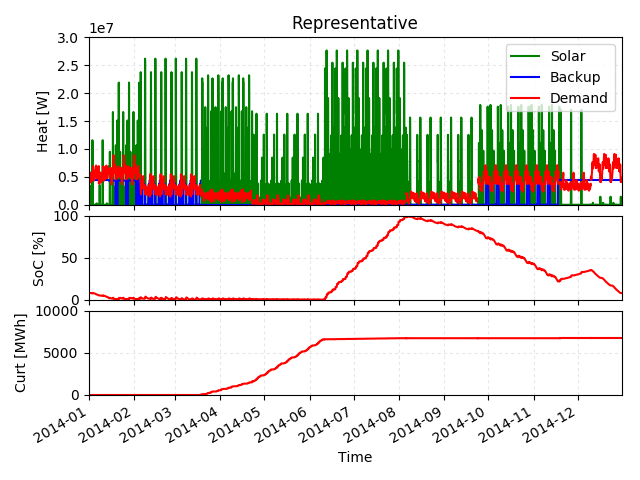 Representative
1e7
3.0
2.5
2.0
1.5
1.0
0.5
0.0
Heat [W]
Solar
Backup
Demand
100
50
0
SoC [%]
10000
5000
0
Curt [MWh]
2014-01
2014-02
2014-03
2014-04
2014-05
2014-06
2014-07
2014-08
2014-09
2014-10
2014-11
2014-12
Time